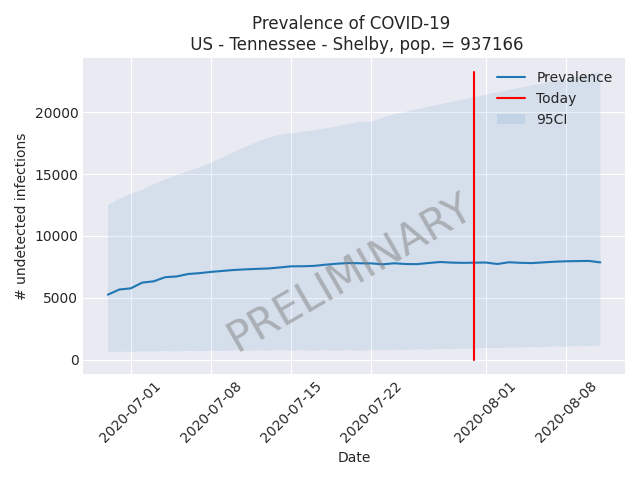 Prevalence of COVID-19
US - Tennessee - Shelby, pop. = 937166
Prevalence
Today
95CI
# undetected infections
20000
15000
10000
5000
0
PRELIMINARY
2020-07-01
2020-07-08
2020-07-15
2020-07-22
2020-08-01
2020-08-08
Date